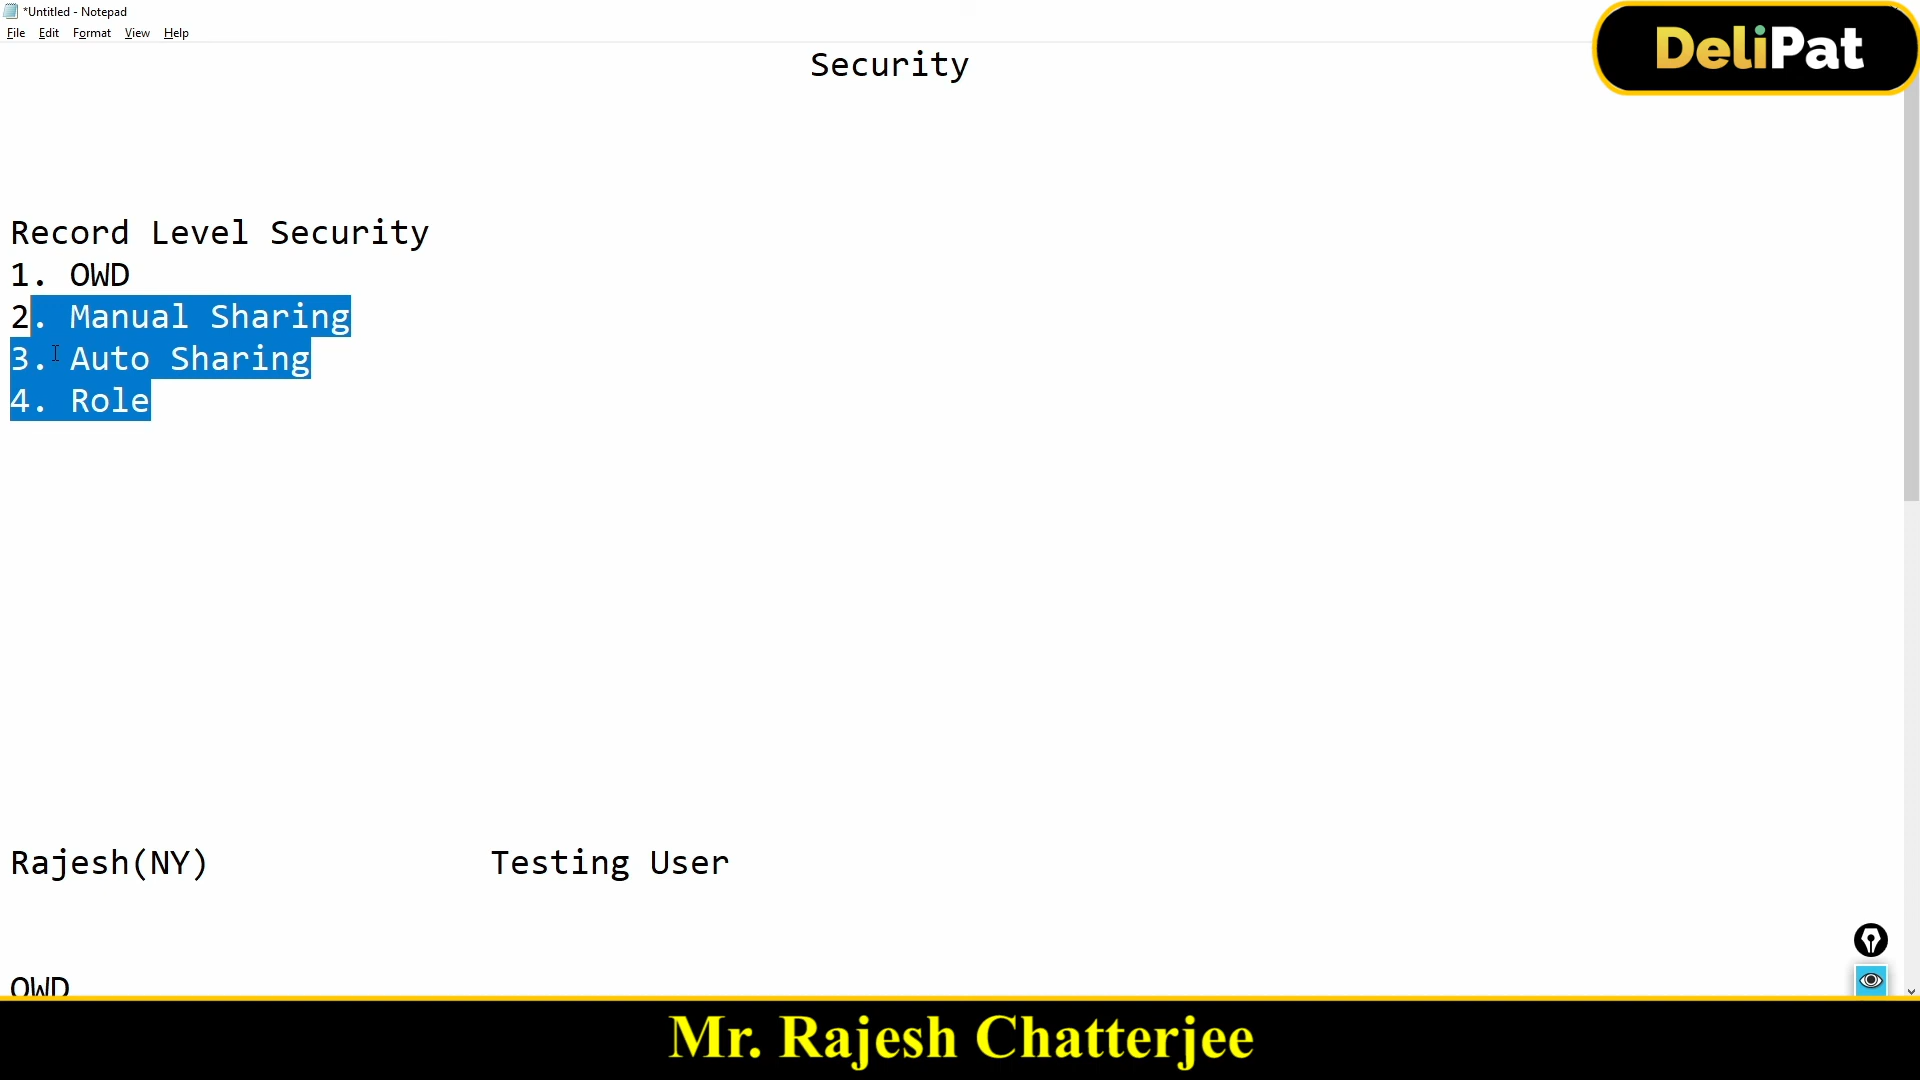 *Untitled - Notepad
File Edit Format View Help
DeliPat
Security
Record Level Security
1. OWD
2. Manual Sharing
3. Auto Sharing
4. Role
Rajesh(NY) Testing User
OWD
Mr. Rajesh Chatterjee